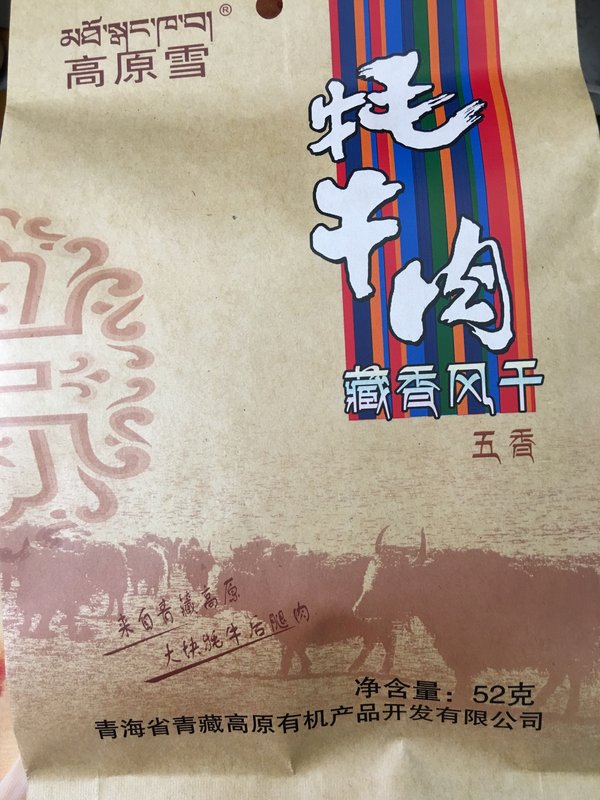 མཐོ་སྒང་ཁ་བ།®
高原雪
牦牛肉
藏香风干
五香
来自青藏高原
大块牦牛后腿肉
净含量：52克
青海省青藏高原有机产品开发有限公司